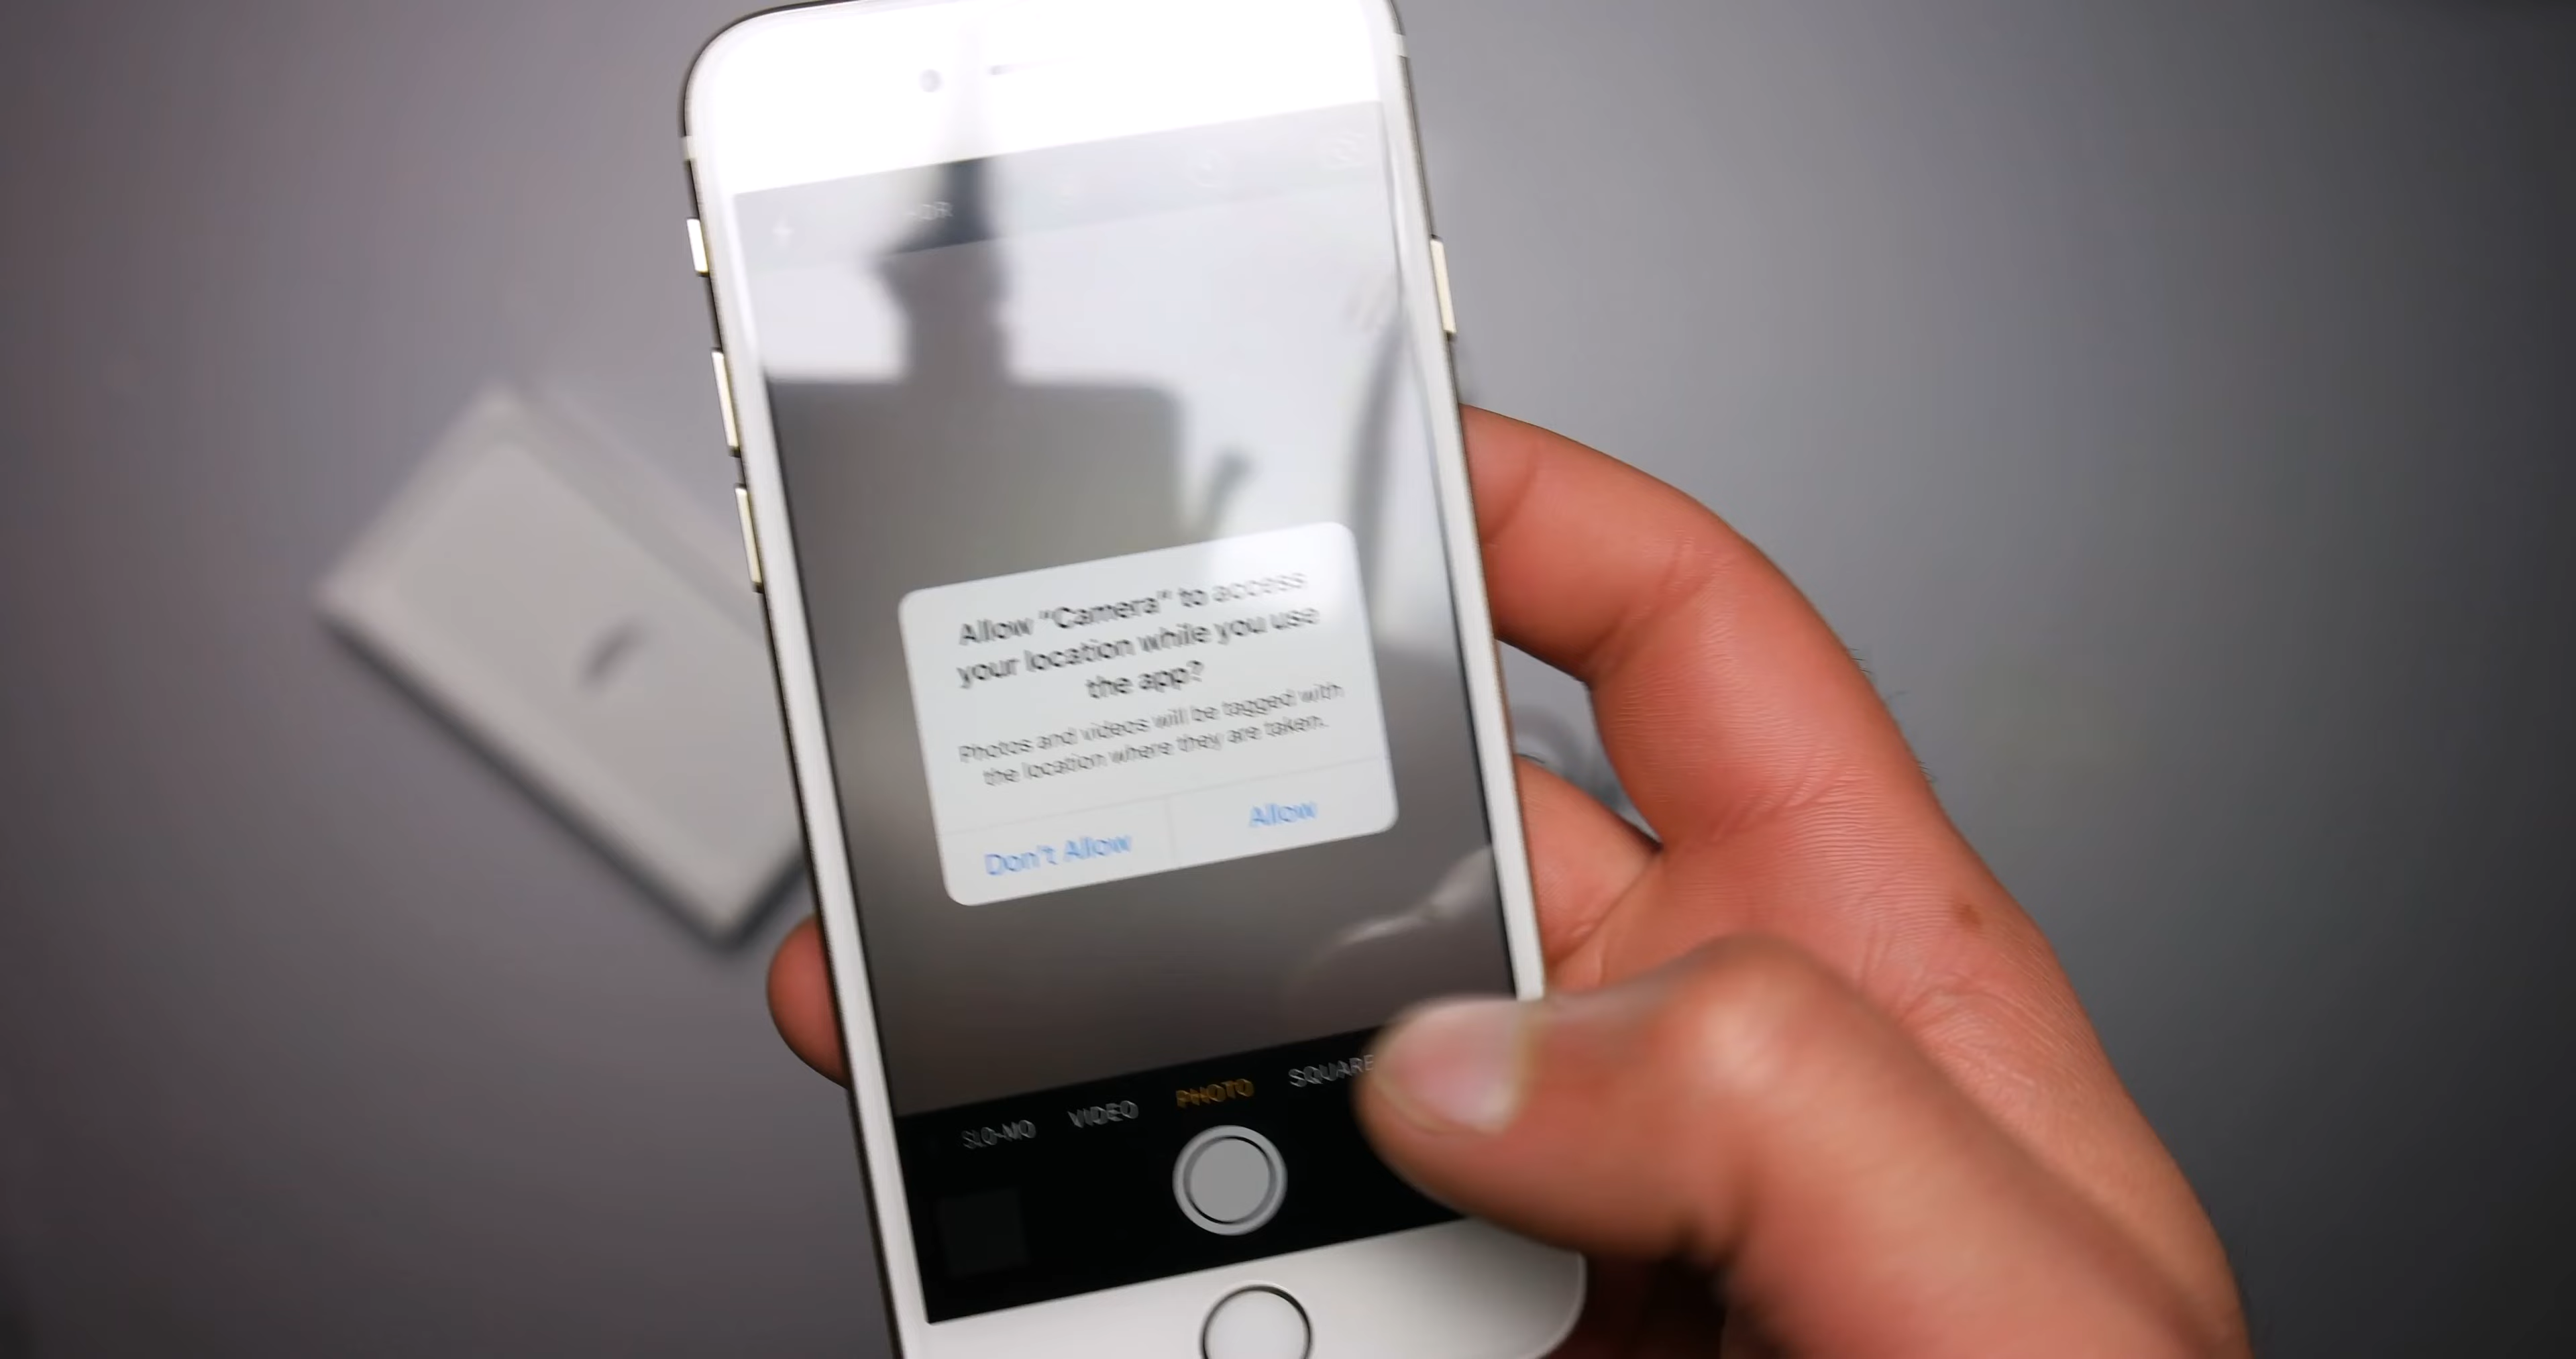 HDR
Allow "Camera" to access
your location while you use
the app?
Photos and videos will be tagged with
the location where they are taken.
Don't Allow
Allow
SLO-MO
VIDEO
PHOTO
SQUARE